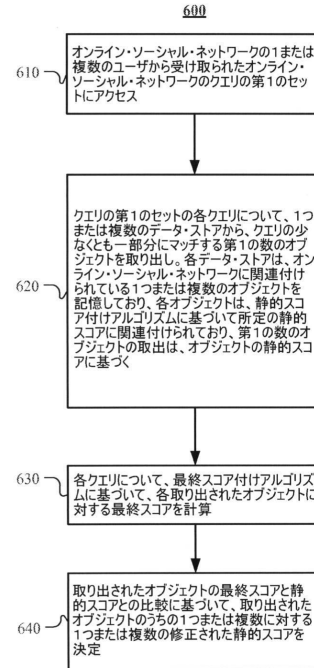 600
610
オンライン・ソーシャル・ネットワークの1または
複数のユーザから受け取られたオンライン・
ソーシャル・ネットワークのクエリの第1のセッ
トにアクセス
620
クエリの第1のセットの各クエリについて、1つ
または複数のデータ・ストアから、クエリの少
なくとも一部分にマッチする第1の数のオブ
ジェクトを取り出し。各データ・ストアは、オン
ライン・ソーシャル・ネットワークに関連付け
られている1つまたは複数のオブジェクトを
記憶しており、各オブジェクトは、静的スコ
ア付けアルゴリズムに基づいて所定の静的
スコアに関連付けられており、第1の数のオ
ブジェクトの取出は、オブジェクトの静的スコ
アに基づく
630
各クエリについて、最終スコア付けアルゴリズ
ムに基づいて、各取り出されたオブジェクトに
対する最終スコアを計算
640
取り出されたオブジェクトの最終スコアと静
的スコアとの比較に基づいて、取り出された
オブジェクトのうちの1つまたは複数に対する
1つまたは複数の修正された静的スコアを
決定